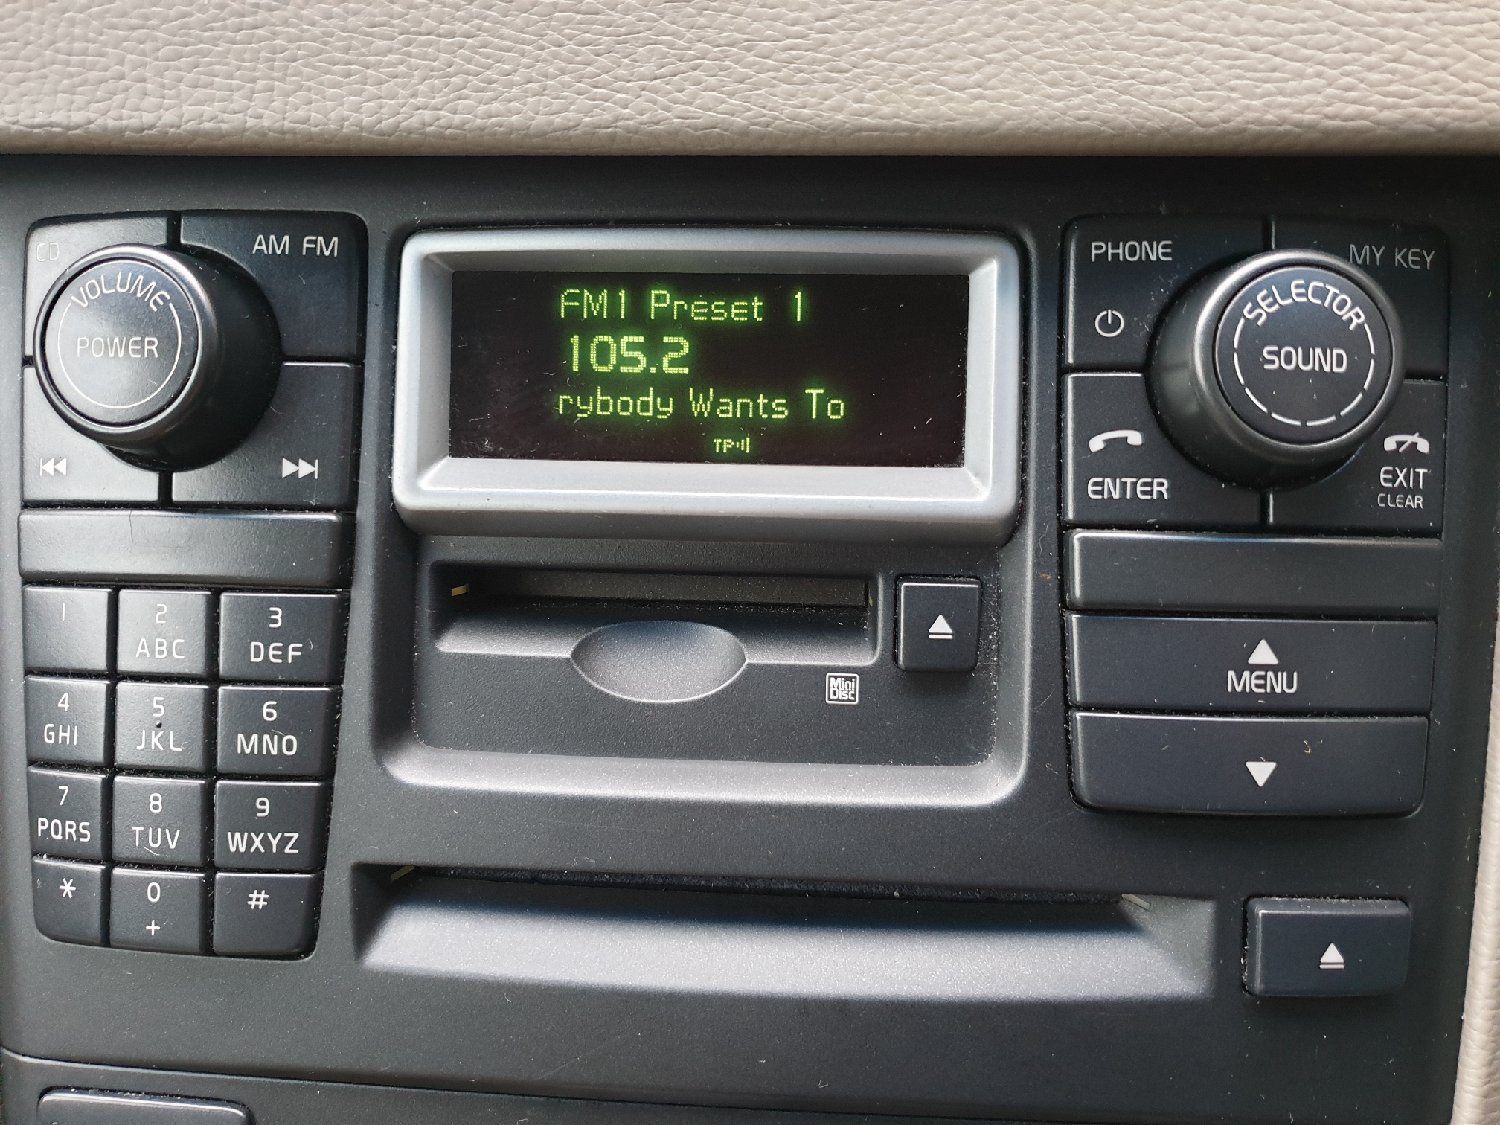 CD
AM FM
VOLUME
POWER
FM1 Preset 1
105.2
rybody Wants To
TP
PHONE
MY KEY
SELECTOR
SOUND
ENTER
EXIT
CLEAR
Mini
Disc
MENU
1
2
ABC
3
DEF
4
GHI
5
JKL
6
MNO
7
PQRS
8
TUV
9
WXYZ
*
0
+
#